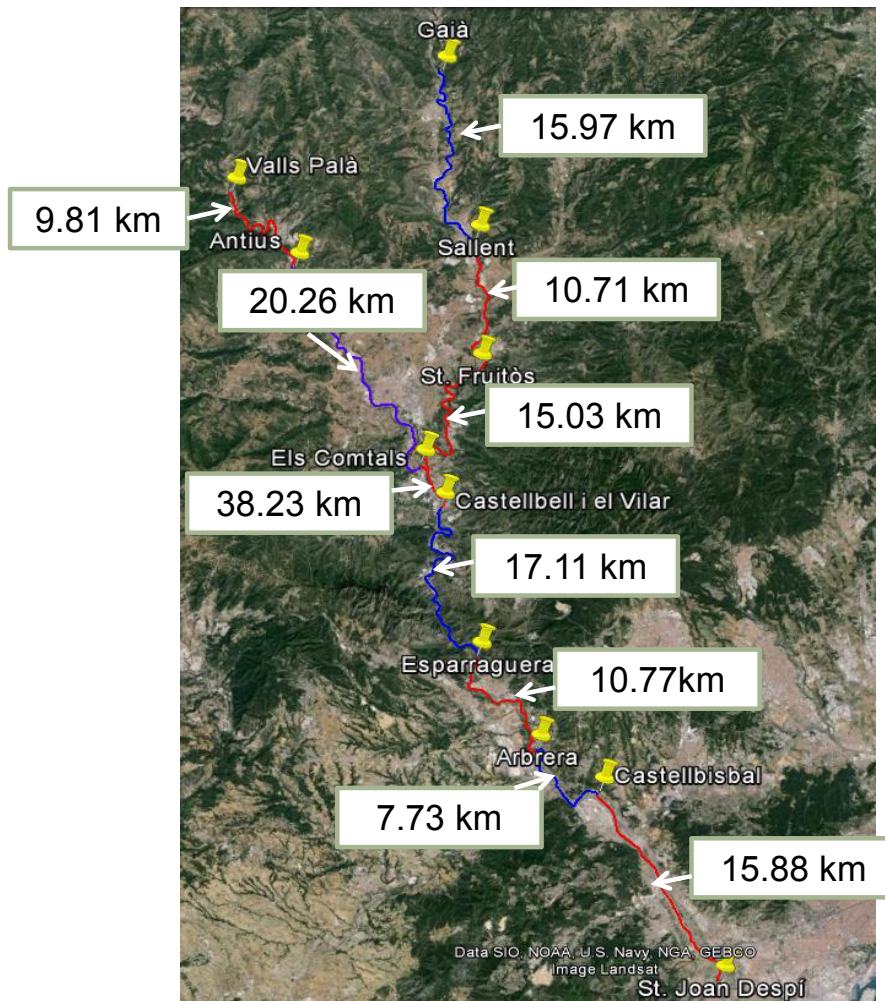 Gaià
15.97 km
Valls Palà
9.81 km
Antius
Sallent
20.26 km
10.71 km
St. Fruitòs
15.03 km
Els Comtals
38.23 km
Castellbell i el Vilar
17.11 km
Esparraguera
10.77km
Arbrera
Castellbisbal
7.73 km
15.88 km
Data SIO, NOAA, U.S. Navy, NGA, GEBCO
Image Landsat
St. Joan Despí